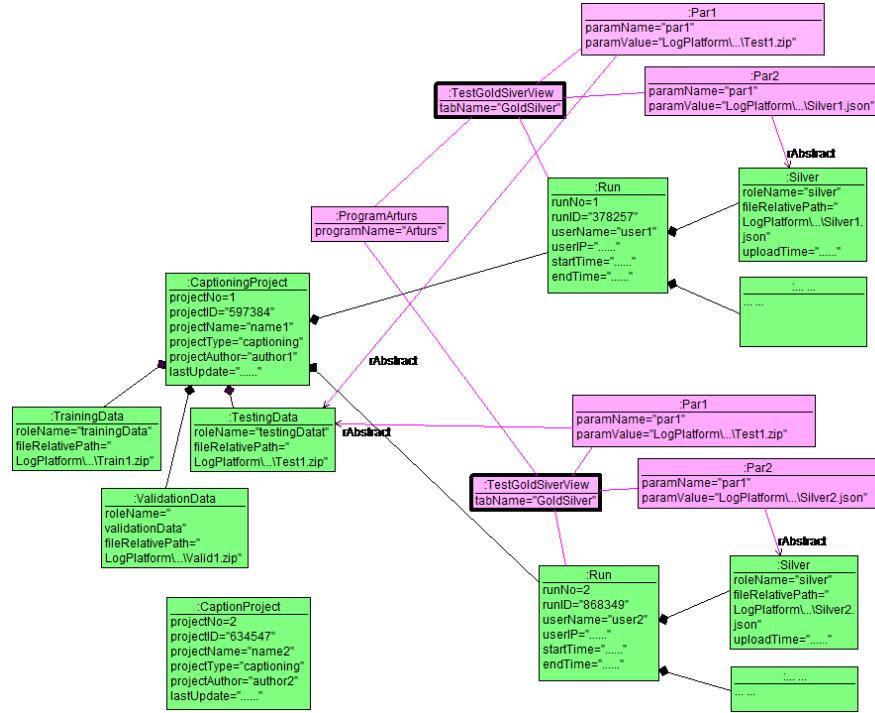 :Par1
paramName="par1"
paramValue="LogPlatform\...\Test1.zip"
:Par2
paramName="par1"
paramValue="LogPlatform\...\Silver1.json"
:TestGoldSiverView
tabName="GoldSilver"
rAbstract
:Silver
roleName="silver"
fileRelativePath="
LogPlatform\...\Silver1.
json"
uploadTime="......"
:Run
runNo=1
runID="378257"
userName="user1"
userIP="......"
startTime="......"
endTime="......"
:ProgramArturs
programName="Arturs"
:... ...
... ...
:CaptioningProject
projectNo=1
projectID="597384"
projectName="name1"
projectType="captioning"
projectAuthor="author1"
lastUpdate="......"
rAbstract
:TrainingData
roleName="trainingData"
fileRelativePath="
LogPlatform\...\Train1.zip"
:TestingData
roleName="testingDatat"
fileRelativePath="
LogPlatform\...\Test1.zip"
rAbstract
:Par1
paramName="par1"
paramValue="LogPlatform\...\Test1.zip"
:Par2
paramName="par1"
paramValue="LogPlatform\...\Silver2.json"
:TestGoldSiverView
tabName="GoldSilver"
:ValidationData
roleName="
validationData"
fileRelativePath="
LogPlatform\...\Valid1.zip"
rAbstract
:Silver
roleName="silver"
fileRelativePath="
LogPlatform\...\Silver2.
json"
uploadTime="......"
:Run
runNo=2
runID="868349"
userName="user2"
userIP="......"
startTime="......"
endTime="......"
:CaptionProject
projectNo=2
projectID="634547"
projectName="name2"
projectType="captioning"
projectAuthor="author2"
lastUpdate="......"
:... ...
... ...